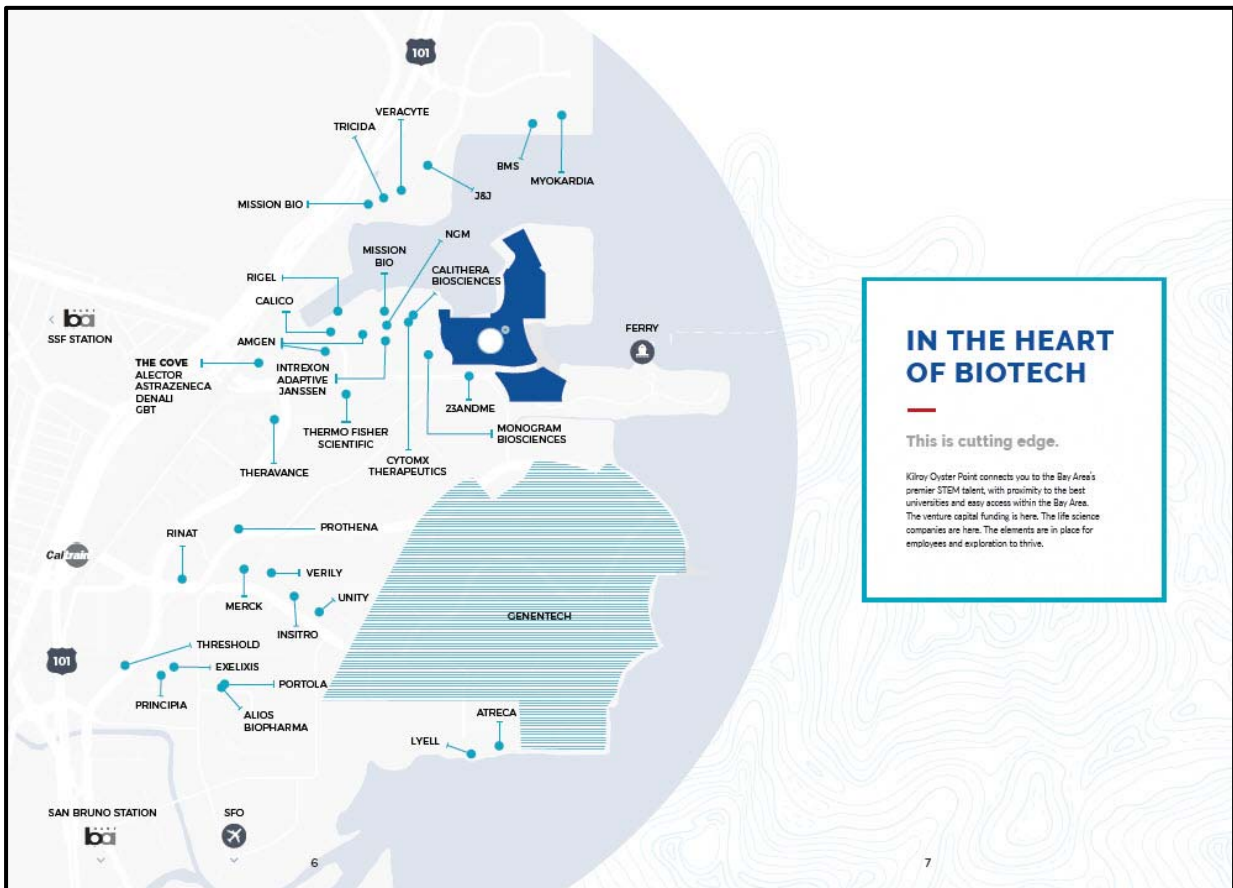 101
VERACYTE
TRICIDA
BMS
MYOKARDIA
J&J
MISSION BIO
NGM
MISSION
BIO
CALITHERA
BIOSCIENCES
RIGEL
CALICO
ba
SSF STATION
FERRY
AMGEN
THE COVE
ALECTOR
ASTRAZENECA
DENALI
GBT
INTREXON
ADAPTIVE
JANSSEN
23ANDME
THERMO FISHER
SCIENTIFIC
MONOGRAM
BIOSCIENCES
CYTOMX
THERAPEUTICS
THERAVANCE
PROTHENA
RINAT
Caltrain
VERILY
MERCK
UNITY
INSITRO
GENENTECH
THRESHOLD
101
EXELIXIS
PORTOLA
PRINCIPIA
ALIOS
BIOPHARMA
ATRECA
LYELL
SAN BRUNO STATION
ba
SFO
6
IN THE HEART
OF BIOTECH
This is cutting edge.
Kilroy Oyster Point connects you to the Bay Area's
premier STEM talent, with proximity to the best
universities and easy access within the Bay Area.
The venture capital funding is here. The life science
companies are here. The elements are in place for
employees and exploration to thrive.
7